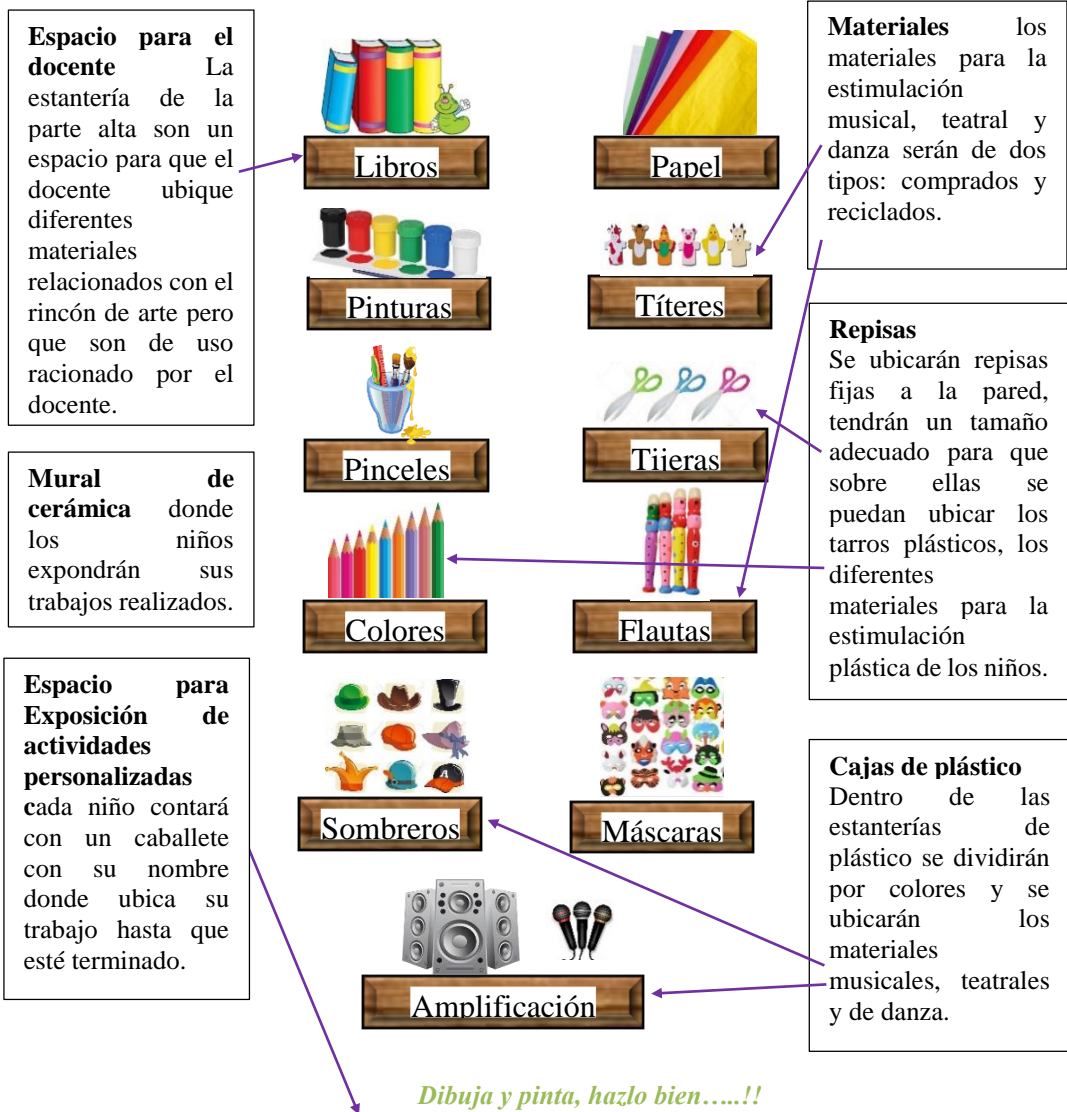 Espacio para el
docente La
estantería de la
parte alta son un
espacio para que el
docente ubique
diferentes
materiales
relacionados con el
rincón de arte pero
que son de uso
racionado por el
docente.
Mural de
cerámica donde
los niños
expondrán sus
trabajos realizados.
Espacio para
Exposición de
actividades
personalizadas
cada niño contará
con un caballete
con su nombre
donde ubica su
trabajo hasta que
esté terminado.
Libros
Papel
Pinturas
Títeres
Pinceles
Tijeras
Colores
Flautas
A
Sombreros
Máscaras
Amplificación
Materiales los
materiales para la
estimulación
musical, teatral y
danza serán de dos
tipos: comprados y
reciclados.
Repisas
Se ubicarán repisas
fijas a la pared,
tendrán un tamaño
adecuado para que
sobre ellas se
puedan ubicar los
tarros plásticos, los
diferentes
materiales para la
estimulación
plástica de los niños.
Cajas de plástico
Dentro de las
estanterías de
plástico se dividirán
por colores y se
ubicarán los
materiales
musicales, teatrales
y de danza.
Dibuja y pinta, hazlo bien…..!!